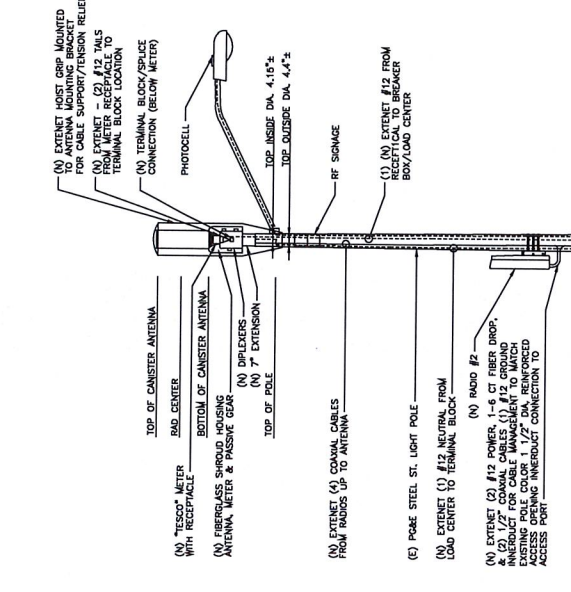 (N) EXTENET HOIST GRIP MOUNTED
TO ANTENNA MOUNTING BRACKET
FOR CABLE SUPPORT/TENSION RELIEF
(N) EXTENET - (2) #12 TAILS
FROM METER RECEPTACLE TO
TERMINAL BLOCK LOCATION
(N) TERMINAL BLOCK/SPLICE
CONNECTION (BELOW METER)
PHOTOCELL
TOP INSIDE DIA. 4.15"±
TOP OUTSIDE DIA. 4.4"±
RF SIGNAGE
(1) (N) EXTENET #12 FROM
RECEFTICAL TO BREAKER
BOX/LOAD CENTER
TOP OF CANISTER ANTENNA
RAD CENTER
BOTTOM OF CANISTER ANTENNA
(N) "TESCO" METER
WITH RECEPTACLE
(N) FIBERGLASS SHROUD HOUSING
ANTENNA, METER & PASSIVE GEAR
(N) DIPLEXERS
(N) 7" EXTENSION
TOP OF POLE
(N) EXTENET (4) COAXIAL CABLES
FROM RADIOS UP TO ANTENNA
(E) PG&E STEEL ST. LIGHT POLE
(N) EXTENET (1) #12 NEUTRAL FROM
LOAD CENTER TO TERMINAL BLOCK
(N) RADIO #2
(N) EXTENET (2) #12 POWER, 1-6 CT FIBER DROP,
& (2) 1/2" COAXIAL CABLES (1) #12 GROUND
INNERDUCT FOR CABLE MANAGEMENT TO MATCH
EXISTING POLE COLOR 1 1/2" DIA. REINFORCED
ACCESS OPENING INNERDUCT CONNECTION TO
ACCESS PORT